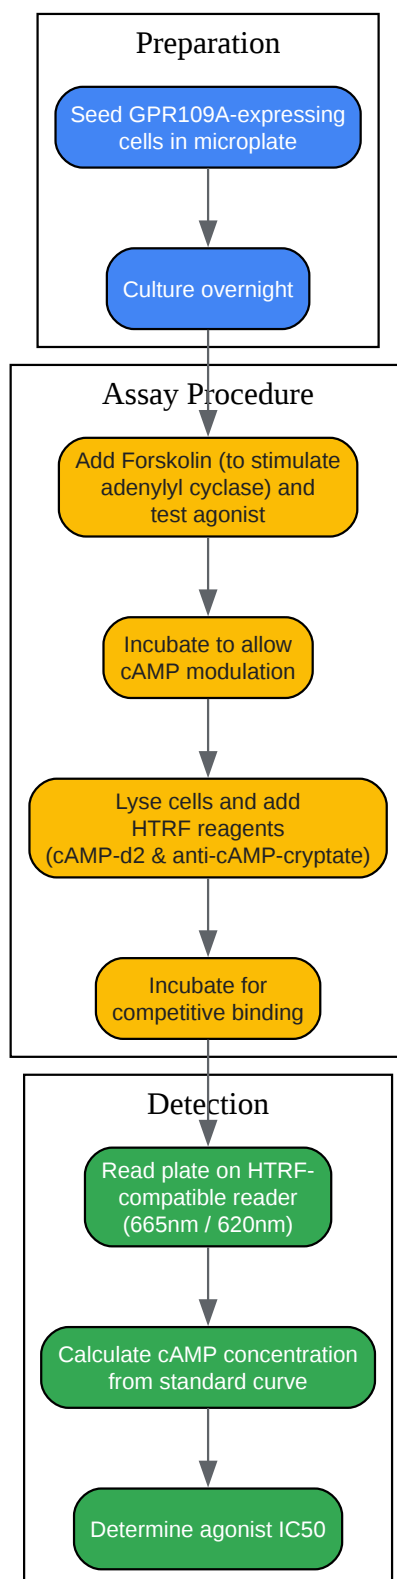 Preparation
Seed GPR109A-expressing
cells in microplate
Culture overnight
Assay Procedure
Add Forskolin (to stimulate
adenylyl cyclase) and
test agonist
Incubate to allow
cAMP modulation
Lyse cells and add
HTRF reagents
(cAMP-d2 & anti-cAMP-cryptate)
Incubate for
competitive binding
Detection
Read plate on HTRF-
compatible reader
(665nm / 620nm)
Calculate cAMP concentration
from standard curve
Determine agonist IC50